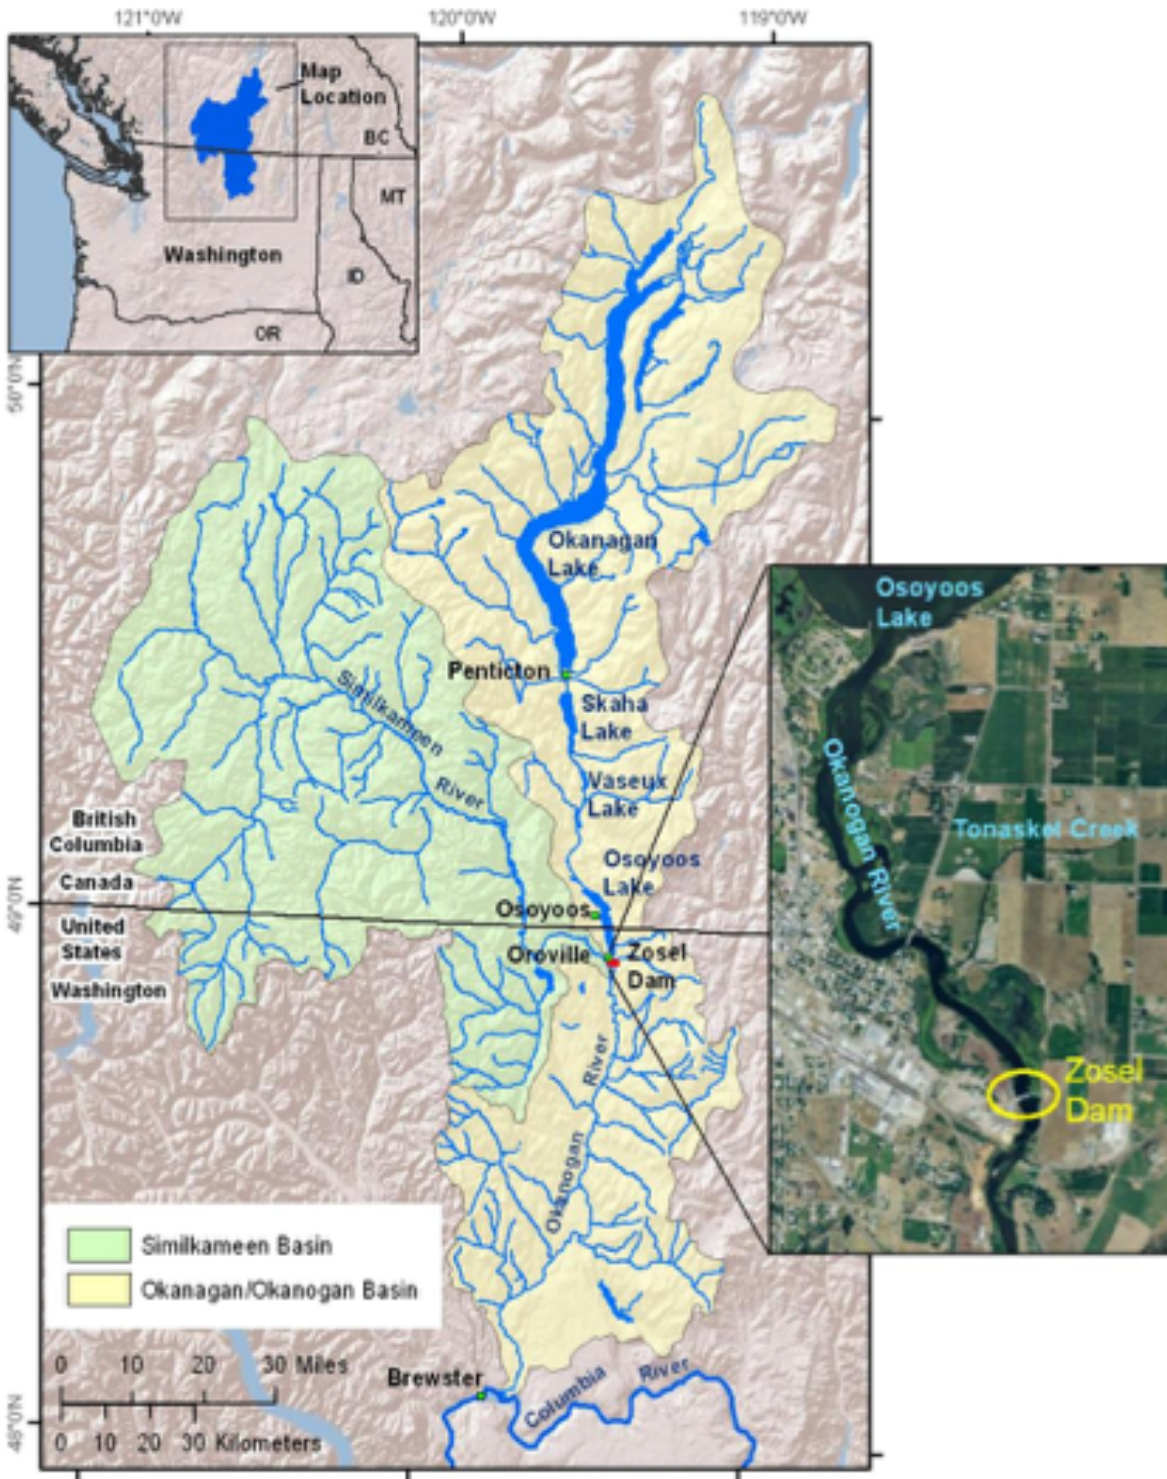 121°0'W
120°0'W
119°0'W
Map
Location
BC
MT
Washington
ID
OR
50°0'N
Okanagan
Lake
Osoyoos
Lake
Penticton
Similkameen
River
Skaha
Lake
Okanogan River
Vaseux
Lake
British
Columbia
Tonasket Creek
Osoyoos
Lake
Canada
49°0'N
Osoyoos
United
States
Oroville
Zosel
Dam
Washington
River
Okanogan
Zosel
Dam
Similkameen Basin
Okanagan/Okanogan Basin
0 10 20 30 Miles
Brewster
Columbia
River
0 10 20 30 Kilometers
48°0'N